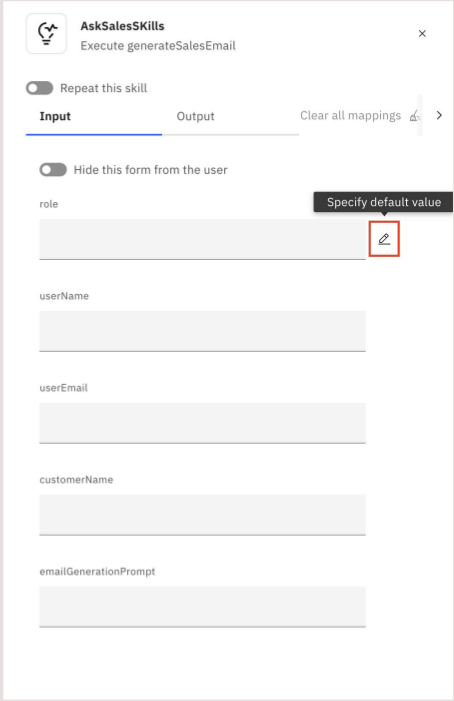 AskSalesSKills
Execute generateSalesEmail
Repeat this skill
Input
Output
Clear all mappings
Hide this form from the user
role
Specify default value
userName
userEmail
customerName
emailGenerationPrompt